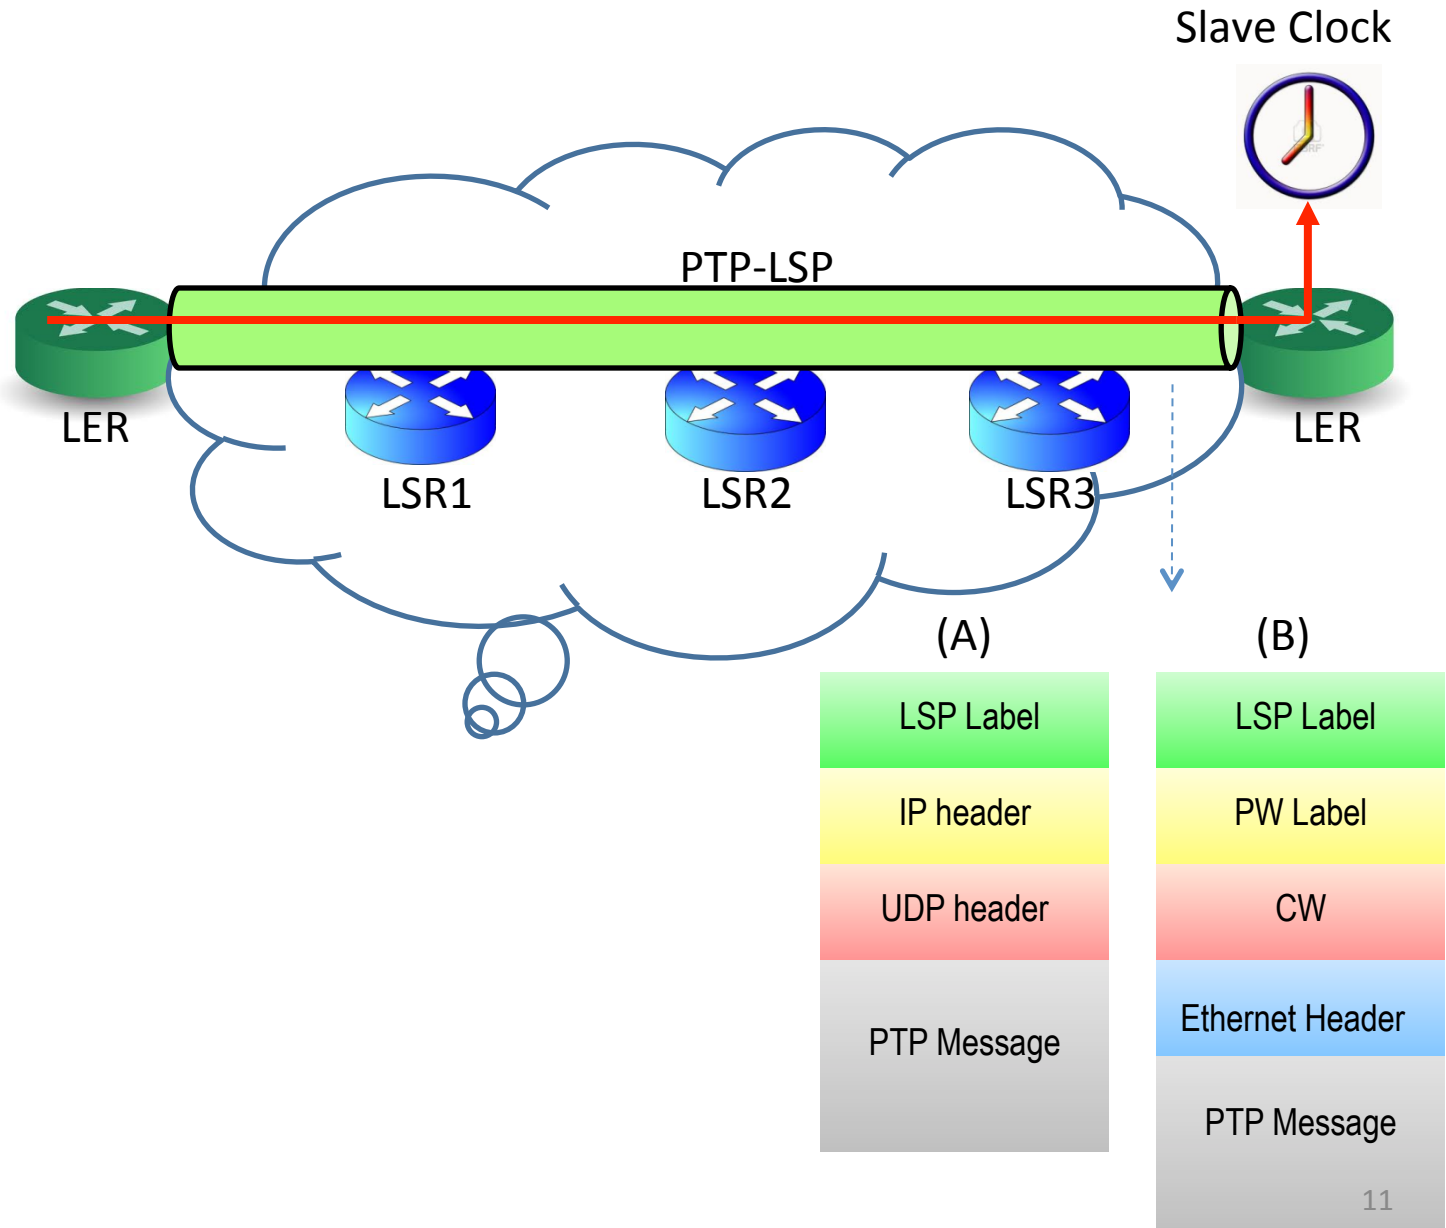 Slave Clock
PTP-LSP
LER
LER
LSR1
LSR2
LSR3
(A)
(B)
LSP Label
IP header
UDP header
PTP Message
LSP Label
PW Label
CW
Ethernet Header
PTP Message
11